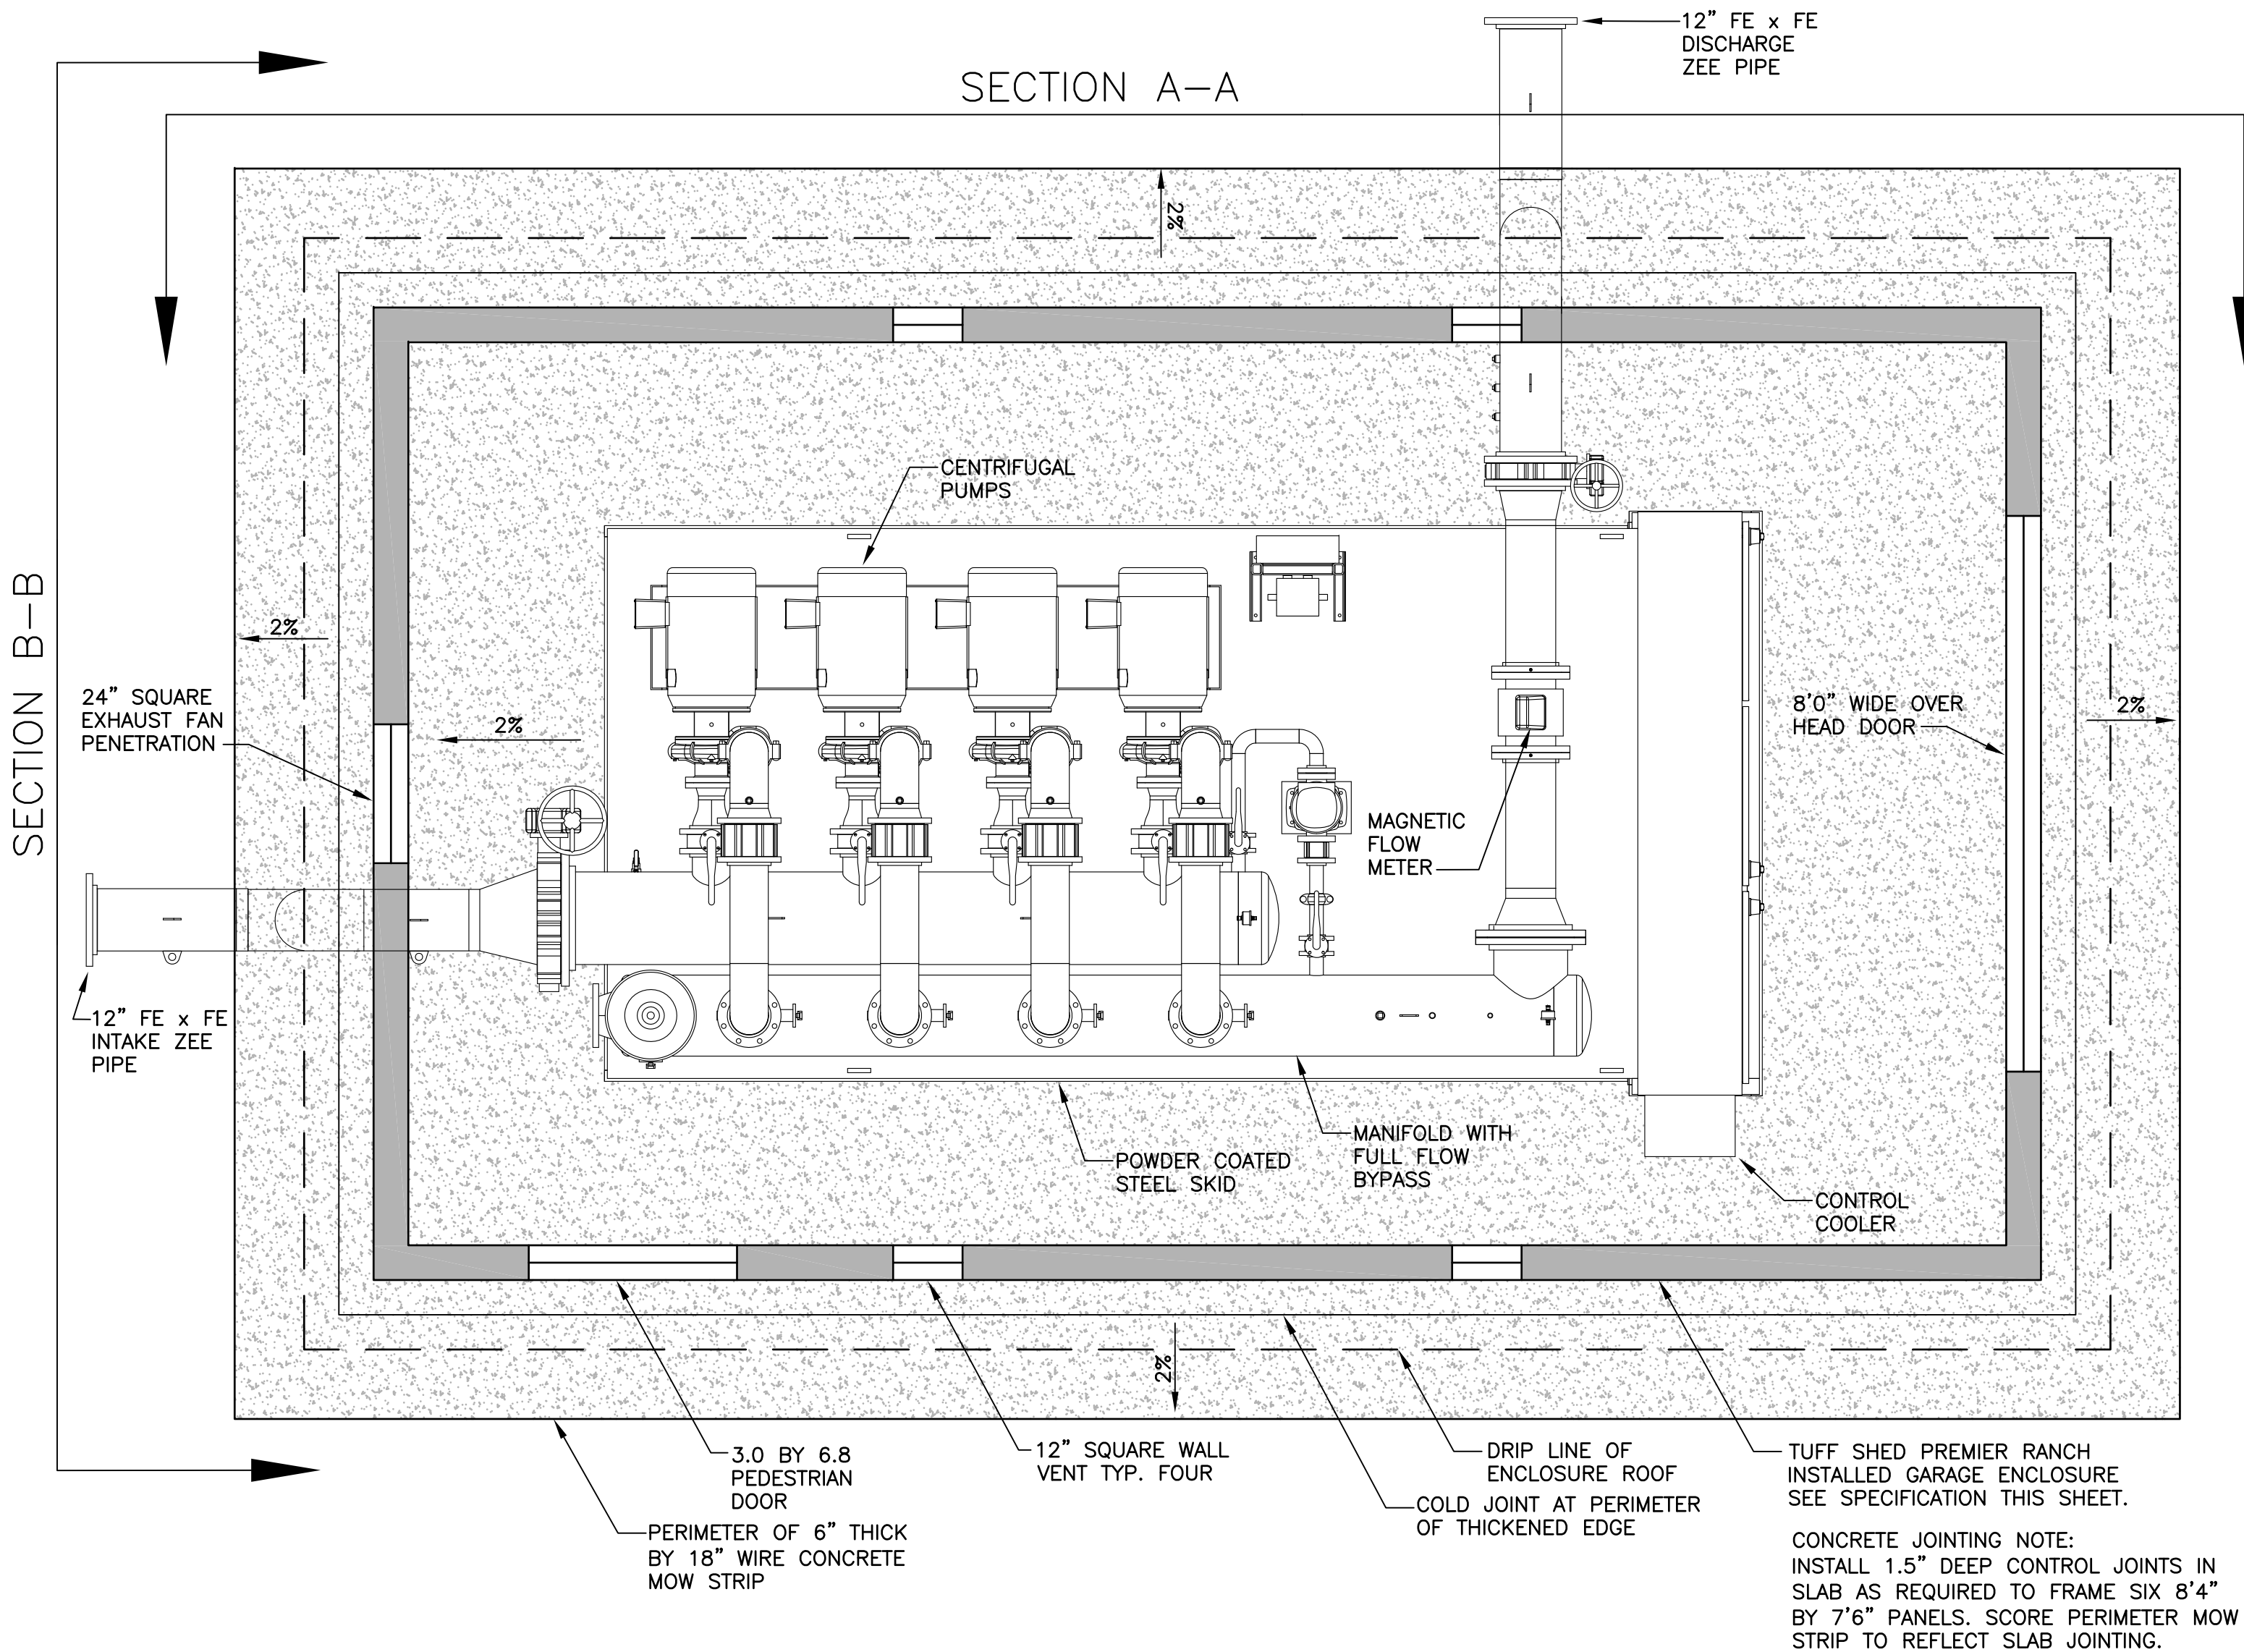 12” FE x FE
DISCHARGE
ZEE PIPE
SECTION A–A
2%
CENTRIFUGAL
PUMPS
SECTION B–B
2%
24” SQUARE
EXHAUST FAN
PENETRATION
2%
8’0” WIDE OVER
HEAD DOOR
2%
MAGNETIC
FLOW
METER
12” FE x FE
INTAKE ZEE
PIPE
POWDER COATED
STEEL SKID
MANIFOLD WITH
FULL FLOW
BYPASS
CONTROL
COOLER
2%
3.0 BY 6.8
PEDESTRIAN
DOOR
12” SQUARE WALL
VENT TYP. FOUR
DRIP LINE OF
ENCLOSURE ROOF
COLD JOINT AT PERIMETER
OF THICKENED EDGE
TUFF SHED PREMIER RANCH
INSTALLED GARAGE ENCLOSURE
SEE SPECIFICATION THIS SHEET.
PERIMETER OF 6” THICK
BY 18” WIRE CONCRETE
MOW STRIP
CONCRETE JOINTING NOTE:
INSTALL 1.5” DEEP CONTROL JOINTS IN
SLAB AS REQUIRED TO FRAME SIX 8’4”
BY 7’6” PANELS. SCORE PERIMETER MOW
STRIP TO REFLECT SLAB JOINTING.